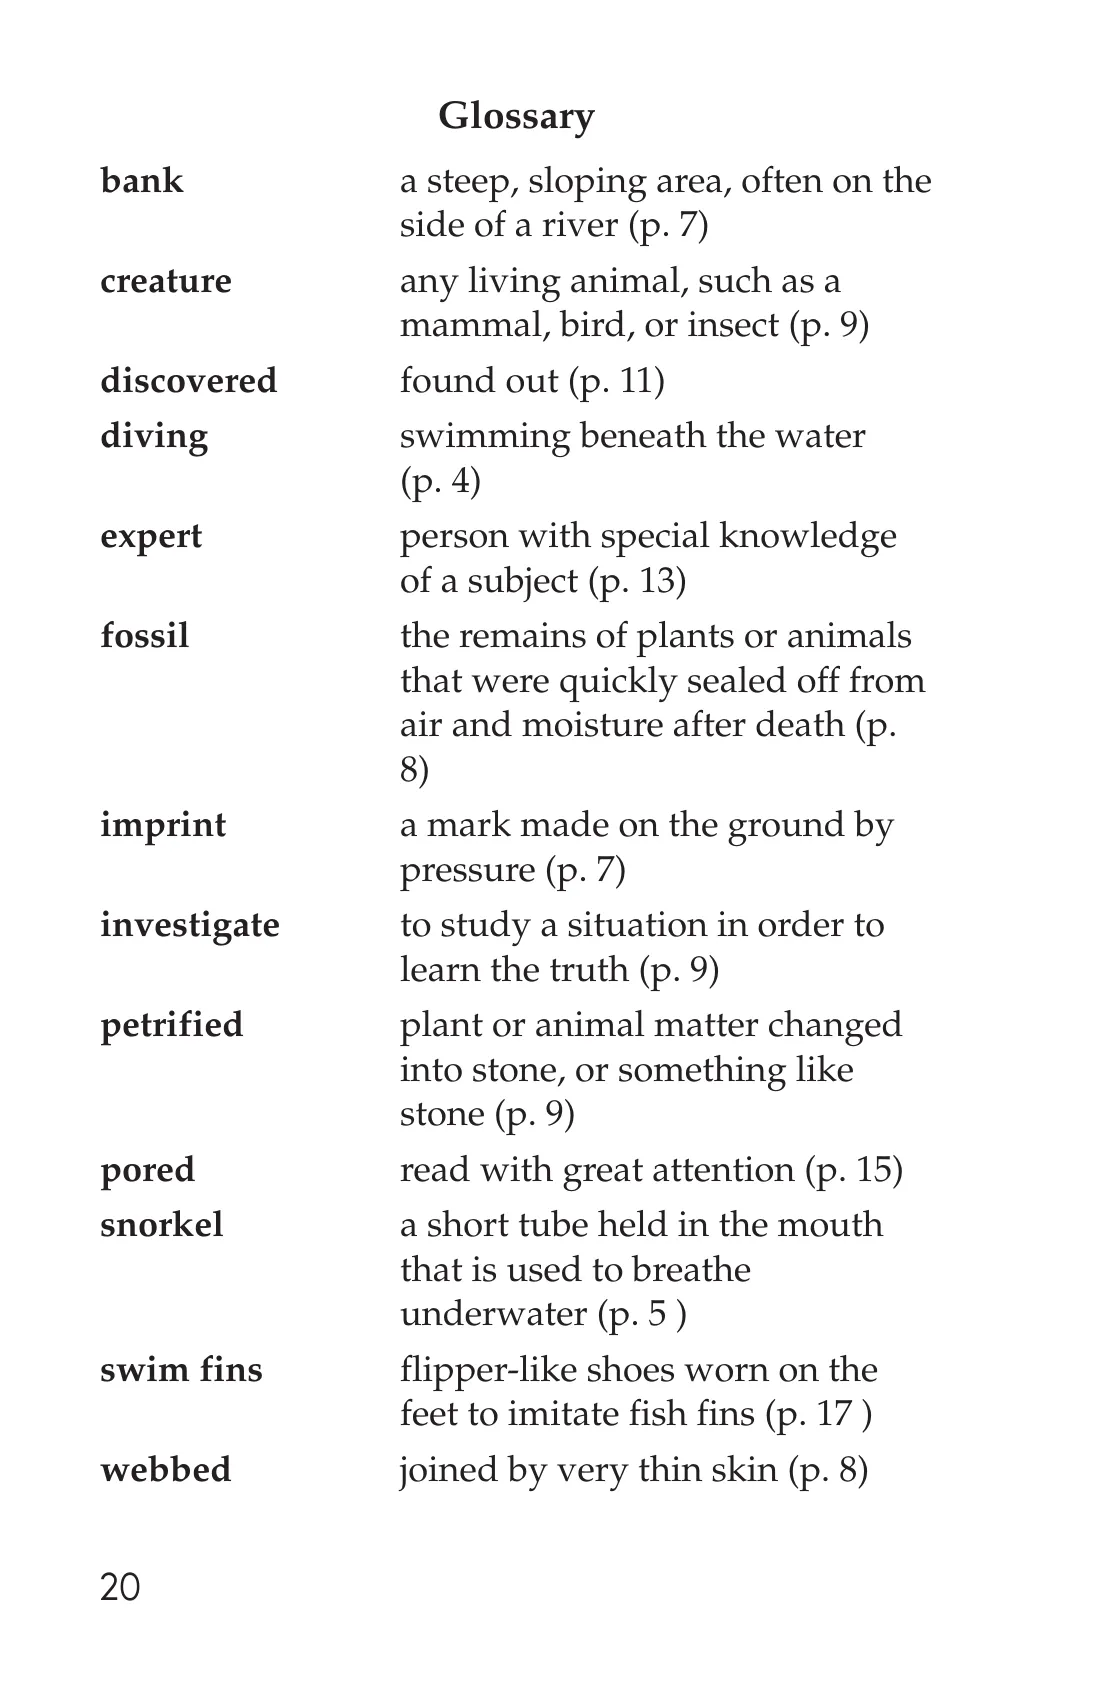 Glossary
bank a steep, sloping area, often on the
side of a river (p. 7)
creature any living animal, such as a
mammal, bird, or insect (p. 9)
discovered found out (p. 11)
diving swimming beneath the water
(p. 4)
expert person with special knowledge
of a subject (p. 13)
fossil the remains of plants or animals
that were quickly sealed off from
air and moisture after death (p.
8)
imprint a mark made on the ground by
pressure (p. 7)
investigate to study a situation in order to
learn the truth (p. 9)
petrified plant or animal matter changed
into stone, or something like
stone (p. 9)
pored read with great attention (p. 15)
snorkel a short tube held in the mouth
that is used to breathe
underwater (p. 5 )
swim fins flipper-like shoes worn on the
feet to imitate fish fins (p. 17 )
webbed joined by very thin skin (p. 8)
20